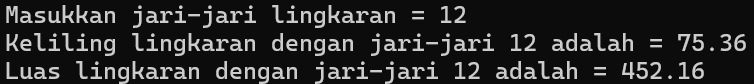 Masukkan jari-jari lingkaran = 12
Keliling lingkaran dengan jari-jari 12 adalah = 75.36
Luas lingkaran dengan jari-jari 12 adalah = 452.16